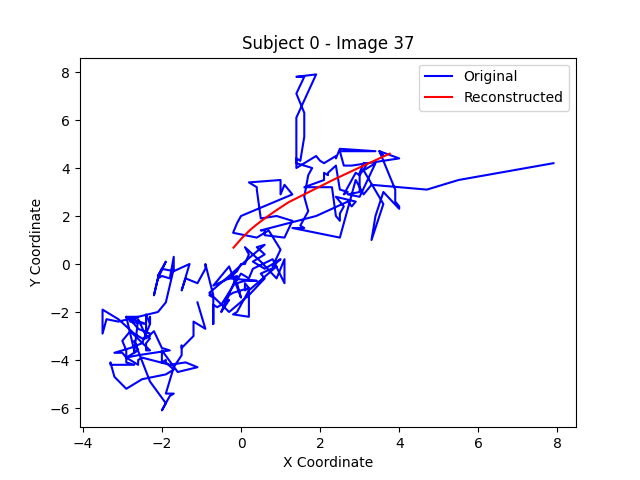 Subject 0 - Image 37
Original
Reconstructed
8
6
4
2
0
−2
−4
−6
Y Coordinate
−4 −2 0 2 4 6 8
X Coordinate